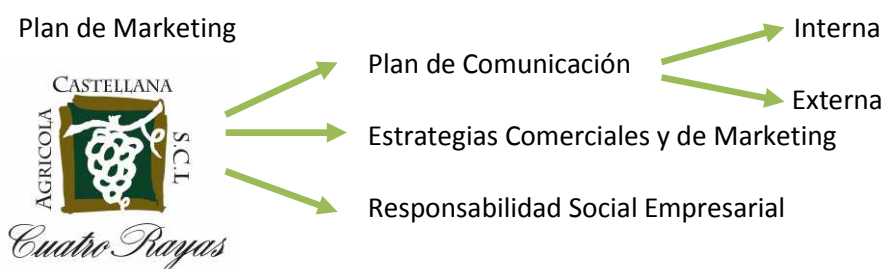 Plan de Marketing
Interna
Plan de Comunicación
Externa
CASTELLANA
AGRICOLA
S.C.L
Cuatro Rayas
Estrategias Comerciales y de Marketing
Responsabilidad Social Empresarial